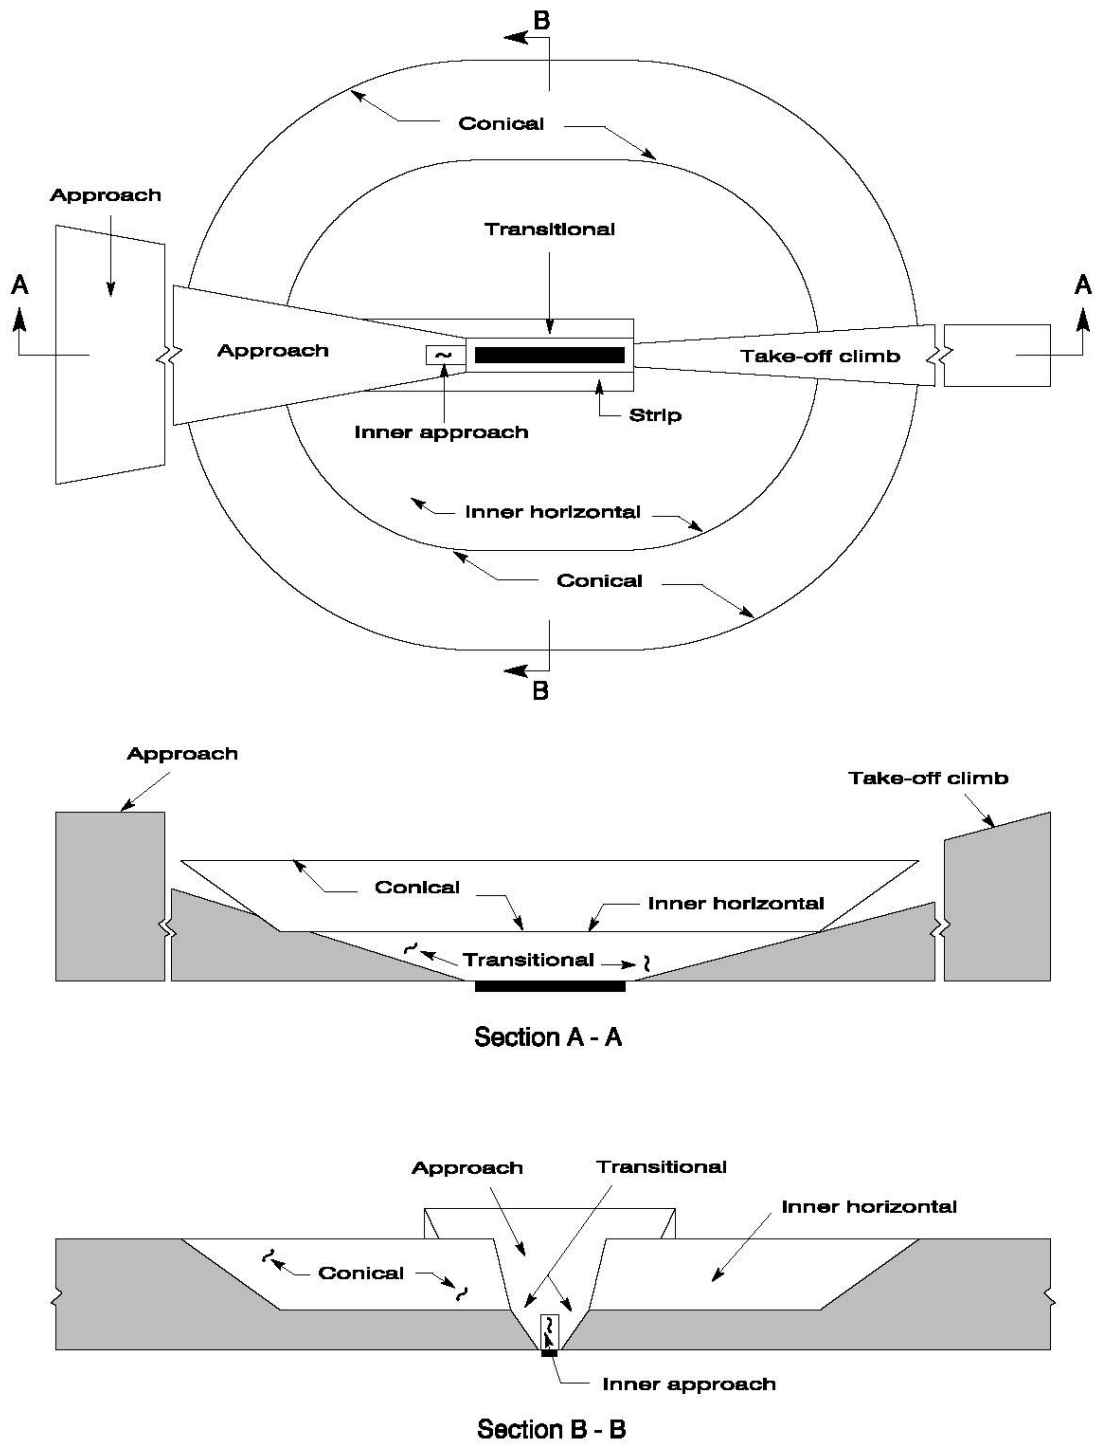 B
Conical
Approach
Transitional
A
A
Approach
Take-off climb
Strip
Inner approach
Inner horizontal
Conical
B
Approach
Take-off climb
Conical
Inner horizontal
Transitional
Section A - A
Approach
Transitional
Inner horizontal
Conical
Inner approach
Section B - B